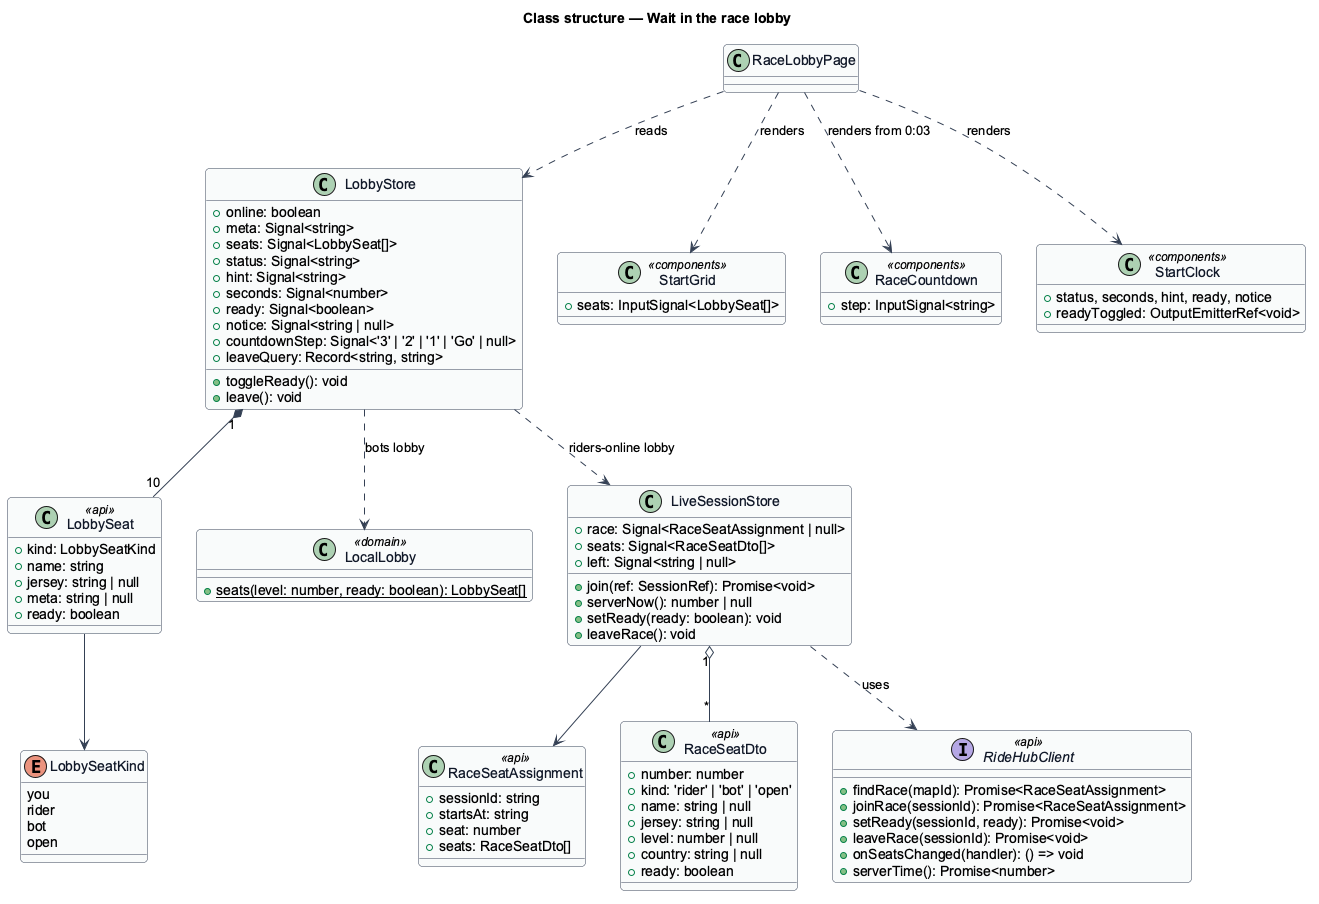 Class structure — Wait in the race lobby
C RaceLobbyPage
reads
renders
renders from 0:03
renders
C LobbyStore
online: boolean
meta: Signal<string>
seats: Signal<LobbySeat[]>
status: Signal<string>
hint: Signal<string>
seconds: Signal<number>
ready: Signal<boolean>
notice: Signal<string | null>
countdownStep: Signal<'3' | '2' | '1' | 'Go' | null>
leaveQuery: Record<string, string>
toggleReady(): void
leave(): void
C «components»
StartGrid
seats: InputSignal<LobbySeat[]>
C «components»
RaceCountdown
step: InputSignal<string>
C «components»
StartClock
status, seconds, hint, ready, notice
readyToggled: OutputEmitterRef<void>
1
10
bots lobby
riders-online lobby
C «api»
LobbySeat
kind: LobbySeatKind
name: string
jersey: string | null
meta: string | null
ready: boolean
C «domain»
LocalLobby
seats(level: number, ready: boolean): LobbySeat[]
C LiveSessionStore
race: Signal<RaceSeatAssignment | null>
seats: Signal<RaceSeatDto[]>
left: Signal<string | null>
join(ref: SessionRef): Promise<void>
serverNow(): number | null
setReady(ready: boolean): void
leaveRace(): void
1
*
uses
E LobbySeatKind
you
rider
bot
open
C «api»
RaceSeatAssignment
sessionId: string
startsAt: string
seat: number
seats: RaceSeatDto[]
C «api»
RaceSeatDto
number: number
kind: 'rider' | 'bot' | 'open'
name: string | null
jersey: string | null
level: number | null
country: string | null
ready: boolean
I «api»
RideHubClient
findRace(mapId): Promise<RaceSeatAssignment>
joinRace(sessionId): Promise<RaceSeatAssignment>
setReady(sessionId, ready): Promise<void>
leaveRace(sessionId): Promise<void>
onSeatsChanged(handler): () => void
serverTime(): Promise<number>